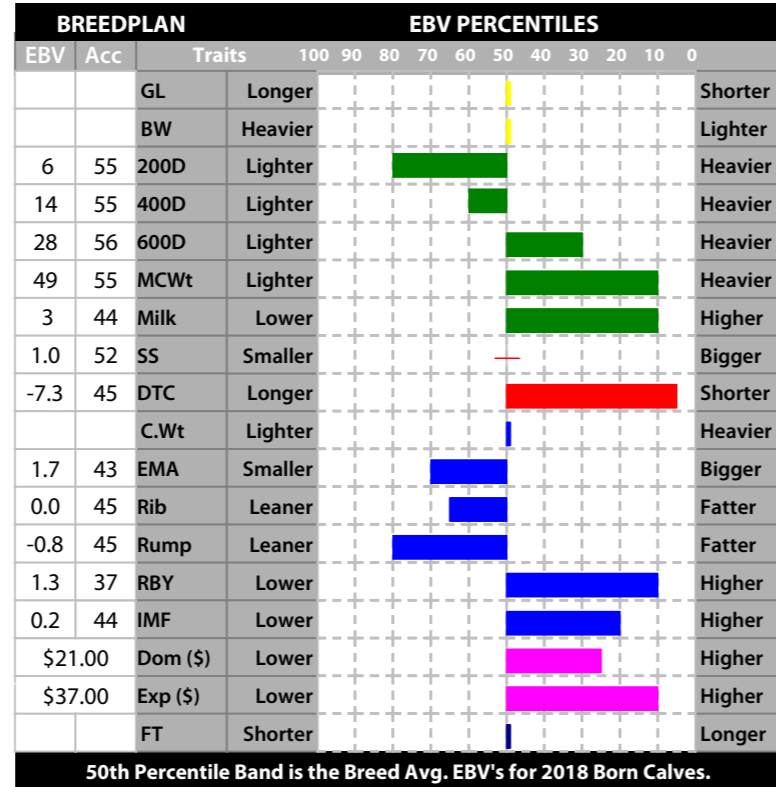 BREEDPLAN EBV PERCENTILES
EBV Acc Traits 100 90 80 70 60 50 40 30 20 10 0
GL Longer Shorter
BW Heavier Lighter
6 55 200D Lighter Heavier
14 55 400D Lighter Heavier
28 56 600D Lighter Heavier
49 55 MCWt Lighter Heavier
3 44 Milk Lower Higher
1.0 52 SS Smaller Bigger
-7.3 45 DTC Longer Shorter
C.Wt Lighter Heavier
1.7 43 EMA Smaller Bigger
0.0 45 Rib Leaner Fatter
-0.8 45 Rump Leaner Fatter
1.3 37 RBY Lower Higher
0.2 44 IMF Lower Higher
$21.00 Dom ($) Lower Higher
$37.00 Exp ($) Lower Higher
FT Shorter Longer
50th Percentile Band is the Breed Avg. EBV's for 2018 Born Calves.